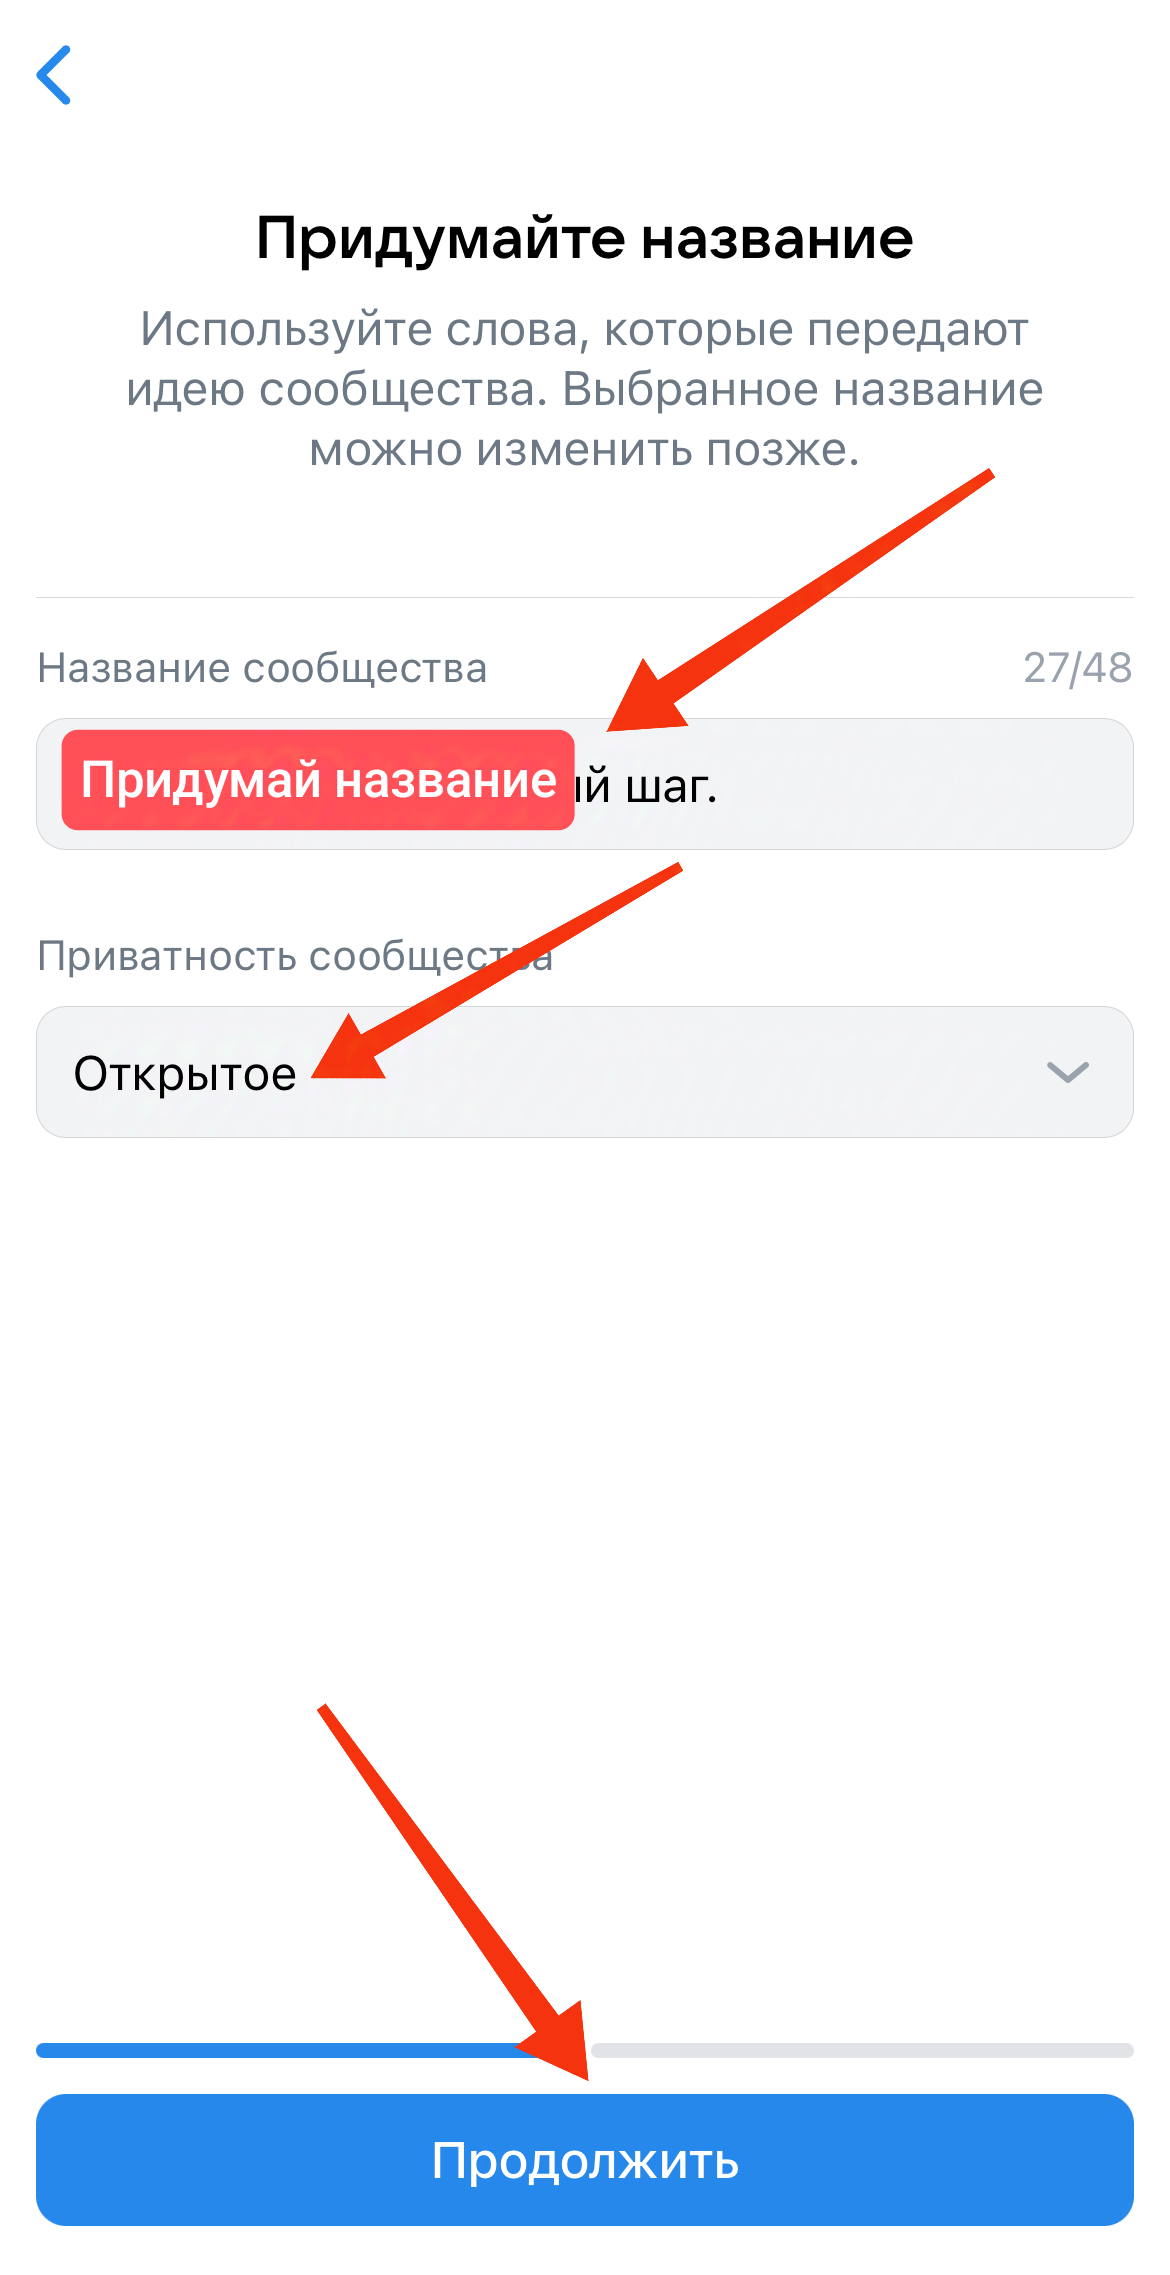 Придумайте название
Используйте слова, которые передают
идею сообщества. Выбранное название
можно изменить позже.
Название сообщества 27/48
Придумай название шаг.
Приватность сообщества
Открытое
Продолжить